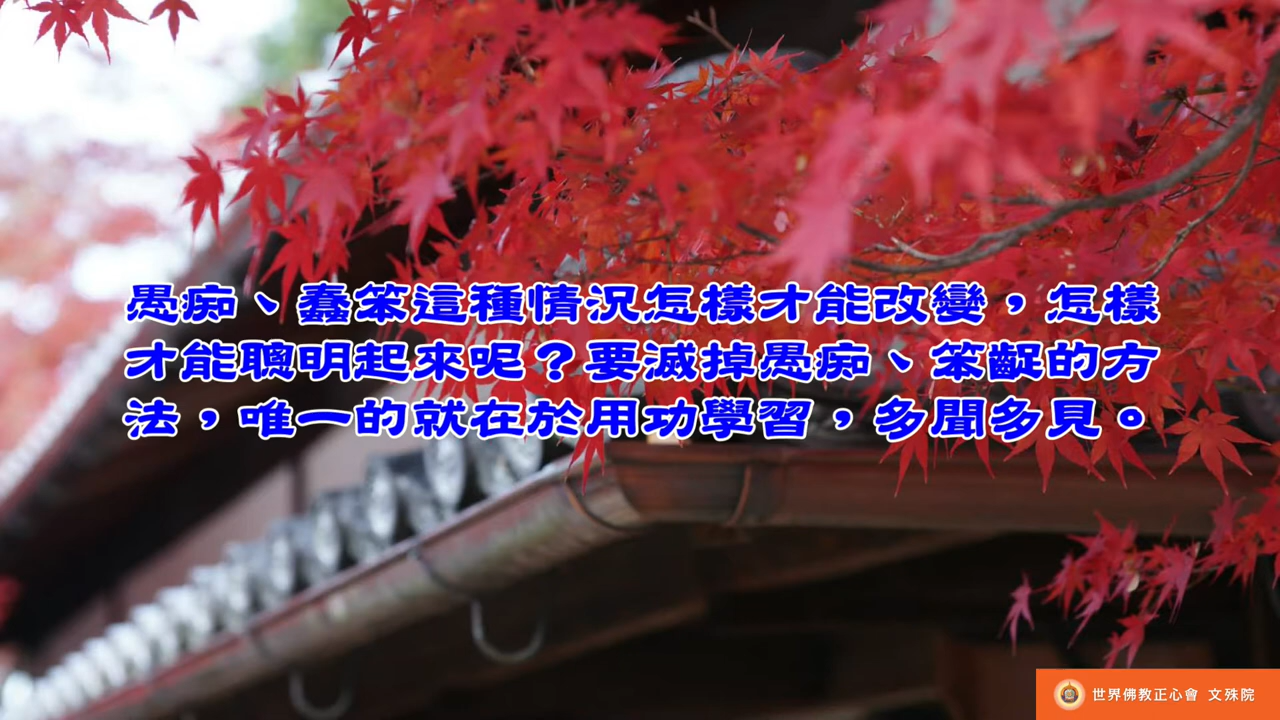 愚痴、蠢笨這種情況怎樣才能改變，怎樣
才能聰明起來呢？要滅掉愚痴、笨齪的方
法，唯一的就在於用功學習，多聞多見。
世界佛教正心會 文殊院